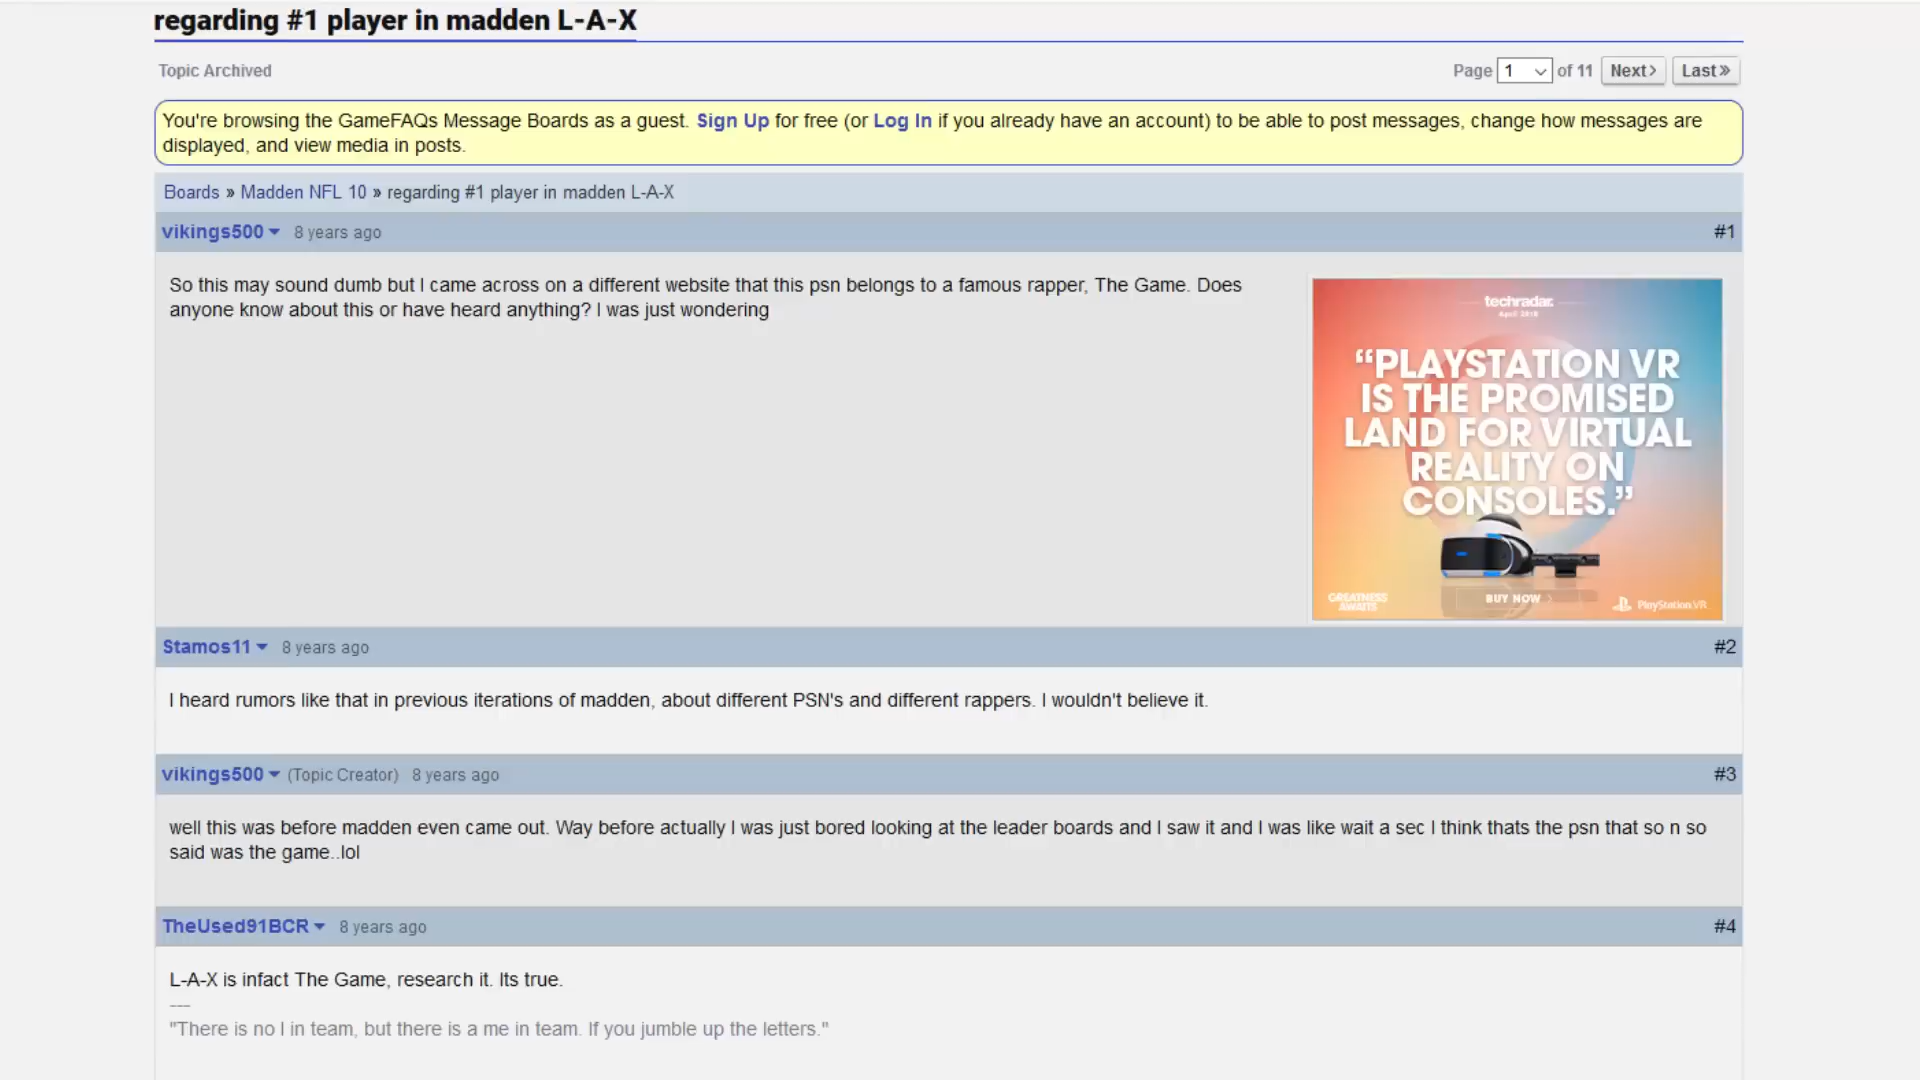 regarding #1 player in madden L-A-X
Topic Archived
Page 1 of 11 Next> Last»
You're browsing the GameFAQs Message Boards as a guest. Sign Up for free (or Log In if you already have an account) to be able to post messages, change how messages are
displayed, and view media in posts.
Boards » Madden NFL 10 » regarding #1 player in madden L-A-X
vikings500 8 years ago #1
So this may sound dumb but I came across on a different website that this psn belongs to a famous rapper, The Game. Does
anyone know about this or have heard anything? I was just wondering
techradar.
April 2018
“PLAYSTATION VR
IS THE PROMISED
LAND FOR VIRTUAL
REALITY ON
CONSOLES.”
GREATNESS
AWAITS
BUY NOW >
PlayStation VR
Stamos11 8 years ago #2
I heard rumors like that in previous iterations of madden, about different PSN's and different rappers. I wouldn't believe it.
vikings500 (Topic Creator) 8 years ago #3
well this was before madden even came out. Way before actually I was just bored looking at the leader boards and I saw it and I was like wait a sec I think thats the psn that so n so
said was the game..lol
TheUsed91BCR 8 years ago #4
L-A-X is infact The Game, research it. Its true.
---
"There is no I in team, but there is a me in team. If you jumble up the letters."